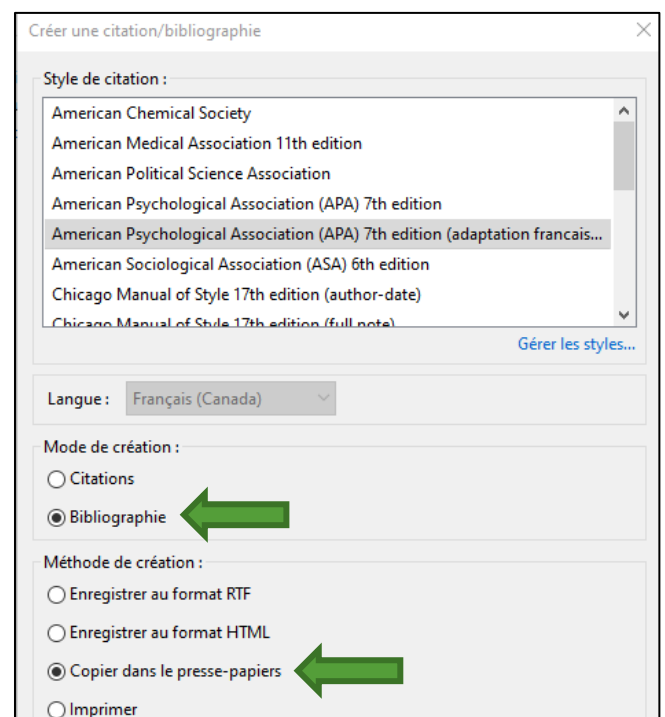 Créer une citation/bibliographie
Style de citation :
American Chemical Society
American Medical Association 11th edition
American Political Science Association
American Psychological Association (APA) 7th edition
American Psychological Association (APA) 7th edition (adaptation francais...
American Sociological Association (ASA) 6th edition
Chicago Manual of Style 17th edition (author-date)
Chicago Manual of Style 17th edition (full note)
Gérer les styles...
Langue : Français (Canada)
Mode de création :
Citations
Bibliographie
Méthode de création :
Enregistrer au format RTF
Enregistrer au format HTML
Copier dans le presse-papiers
Imprimer